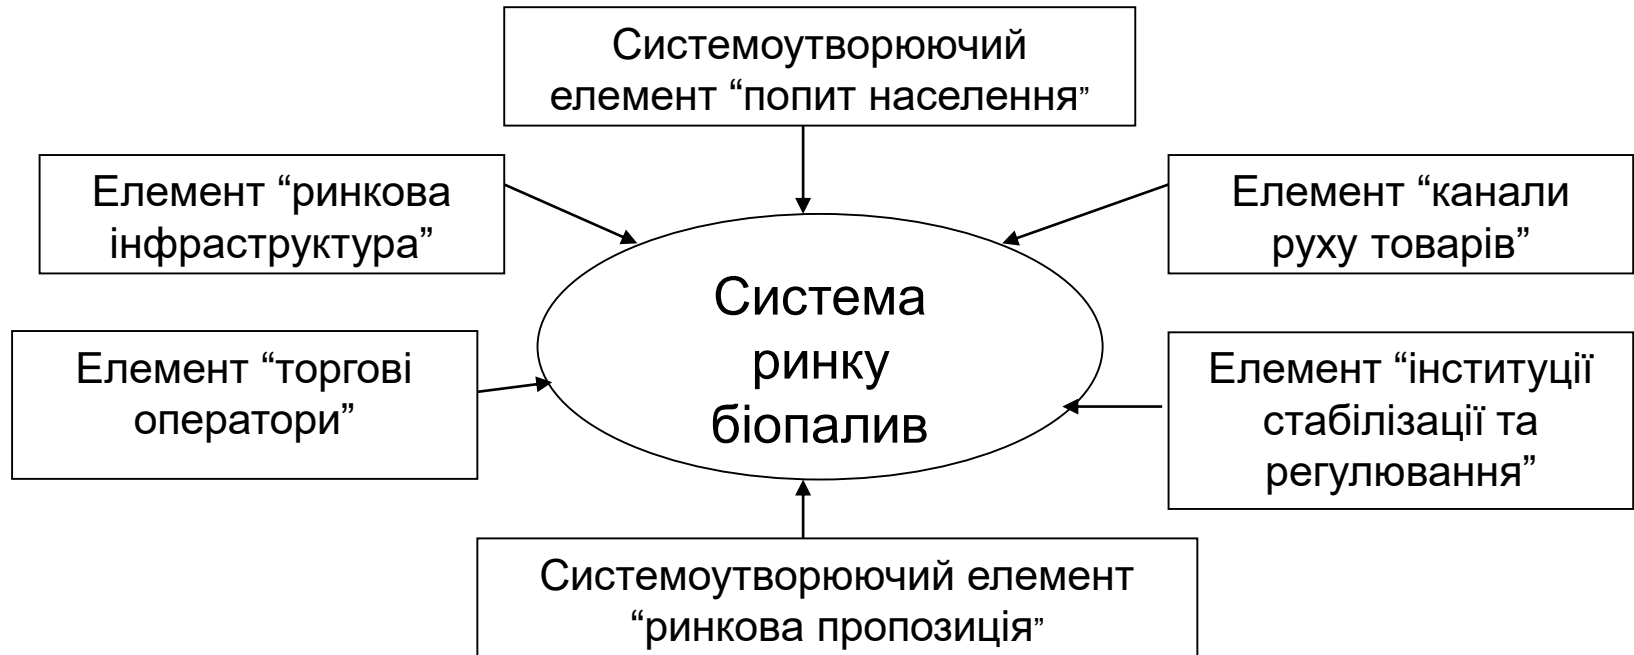 Системоутворюючий
елемент “попит населення”
Елемент “ринкова
інфраструктура”
Елемент “канали
руху товарів”
Система
ринку
біопалив
Елемент “торгові
оператори”
Елемент “інституції
стабілізації та
регулювання”
Системоутворюючий елемент
“ринкова пропозиція”